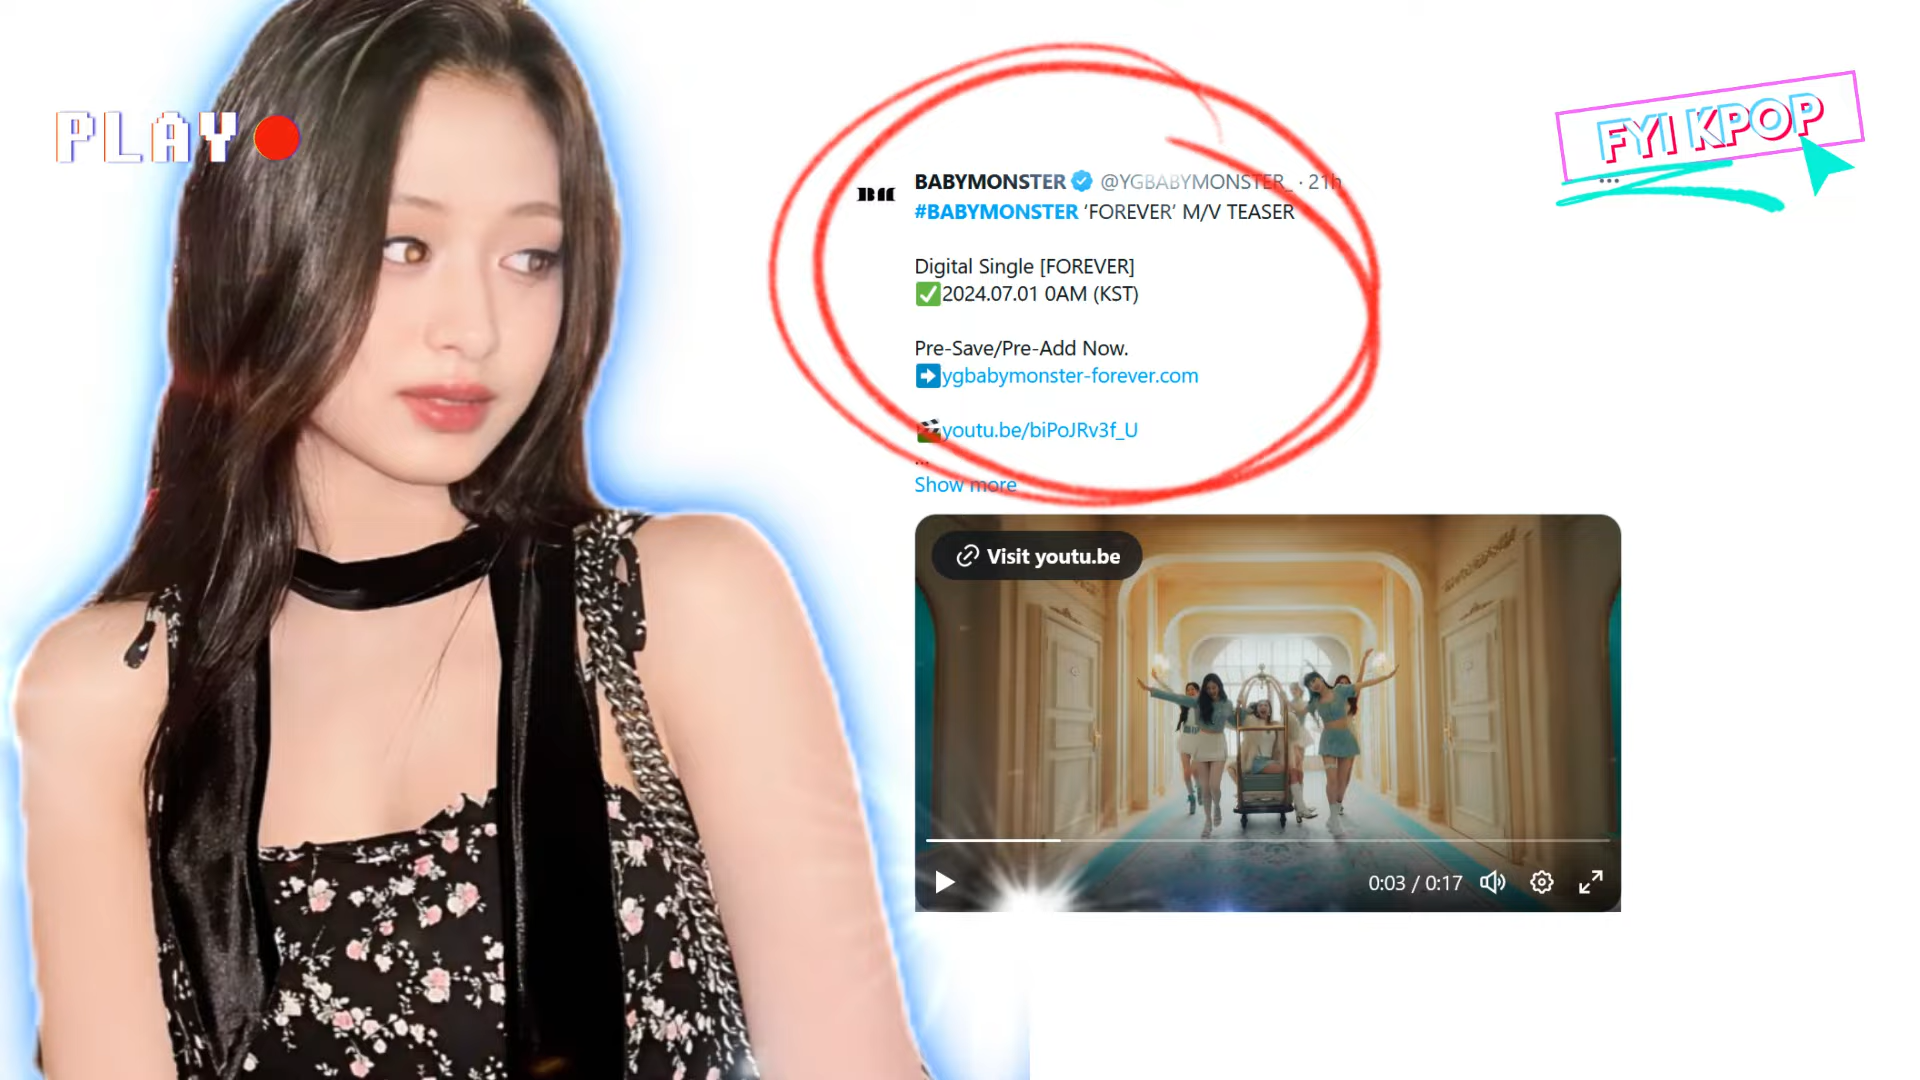 PLAY
FYI KPOP
BABYMONSTER @YGBABYMONSTER_ · 21h
...
#BABYMONSTER ‘FOREVER’ M/V TEASER
Digital Single [FOREVER]
✅2024.07.01 0AM (KST)
Pre-Save/Pre-Add Now.
➡ygbabymonster-forever.com
🎬youtu.be/biPoJRv3f_U
...
Show more
Visit youtu.be
0:03 / 0:17